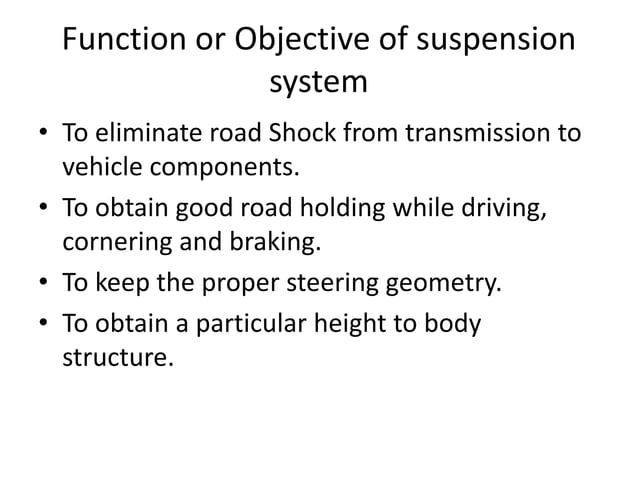 Function or Objective of suspension
system
• To eliminate road Shock from transmission to
vehicle components.
• To obtain good road holding while driving,
cornering and braking.
• To keep the proper steering geometry.
• To obtain a particular height to body
structure.